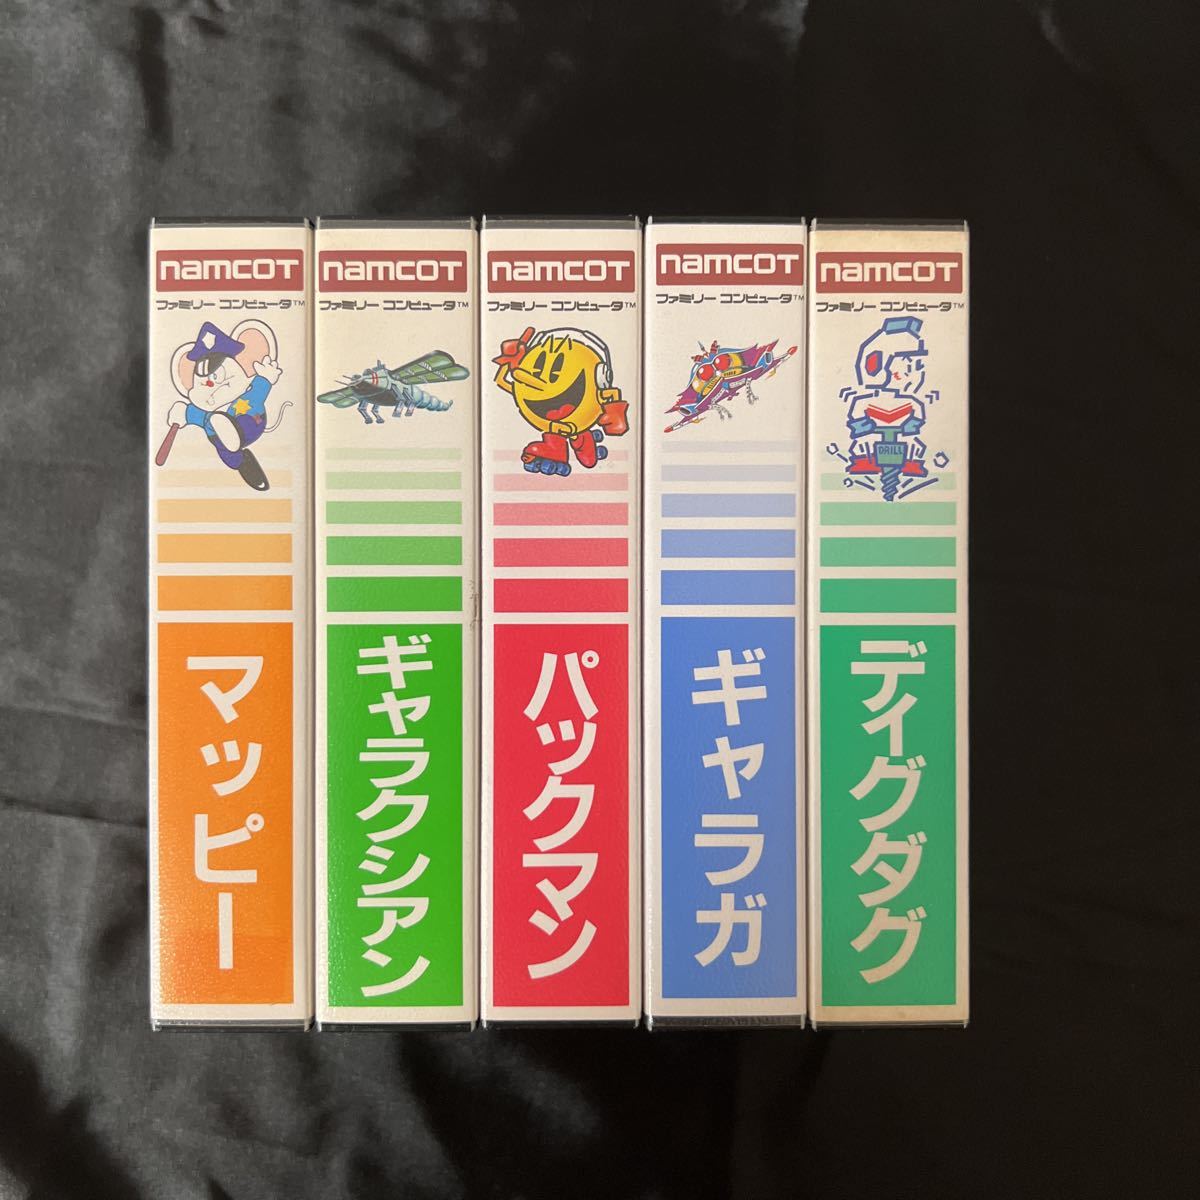 namcoT
ファミリー コンピュータ™
マッピー
namcoT
ファミリー コンピュータ™
ギャラクシアン
namcoT
ファミリー コンピュータ™
パックマン
namcoT
ファミリー コンピュータ™
ギャラガ
namcoT
ファミリー コンピュータ™
DRILL
ディグダグ